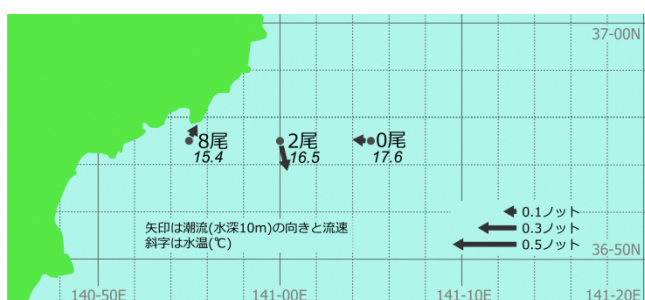 37-00N
8尾 2尾 0尾
15.4 16.5 17.6
矢印は潮流(水深10m)の向きと流速
斜字は水温(℃)
0.1ノット
0.3ノット
0.5ノット
36-50N
140-50E 141-00E 141-10E 141-20E